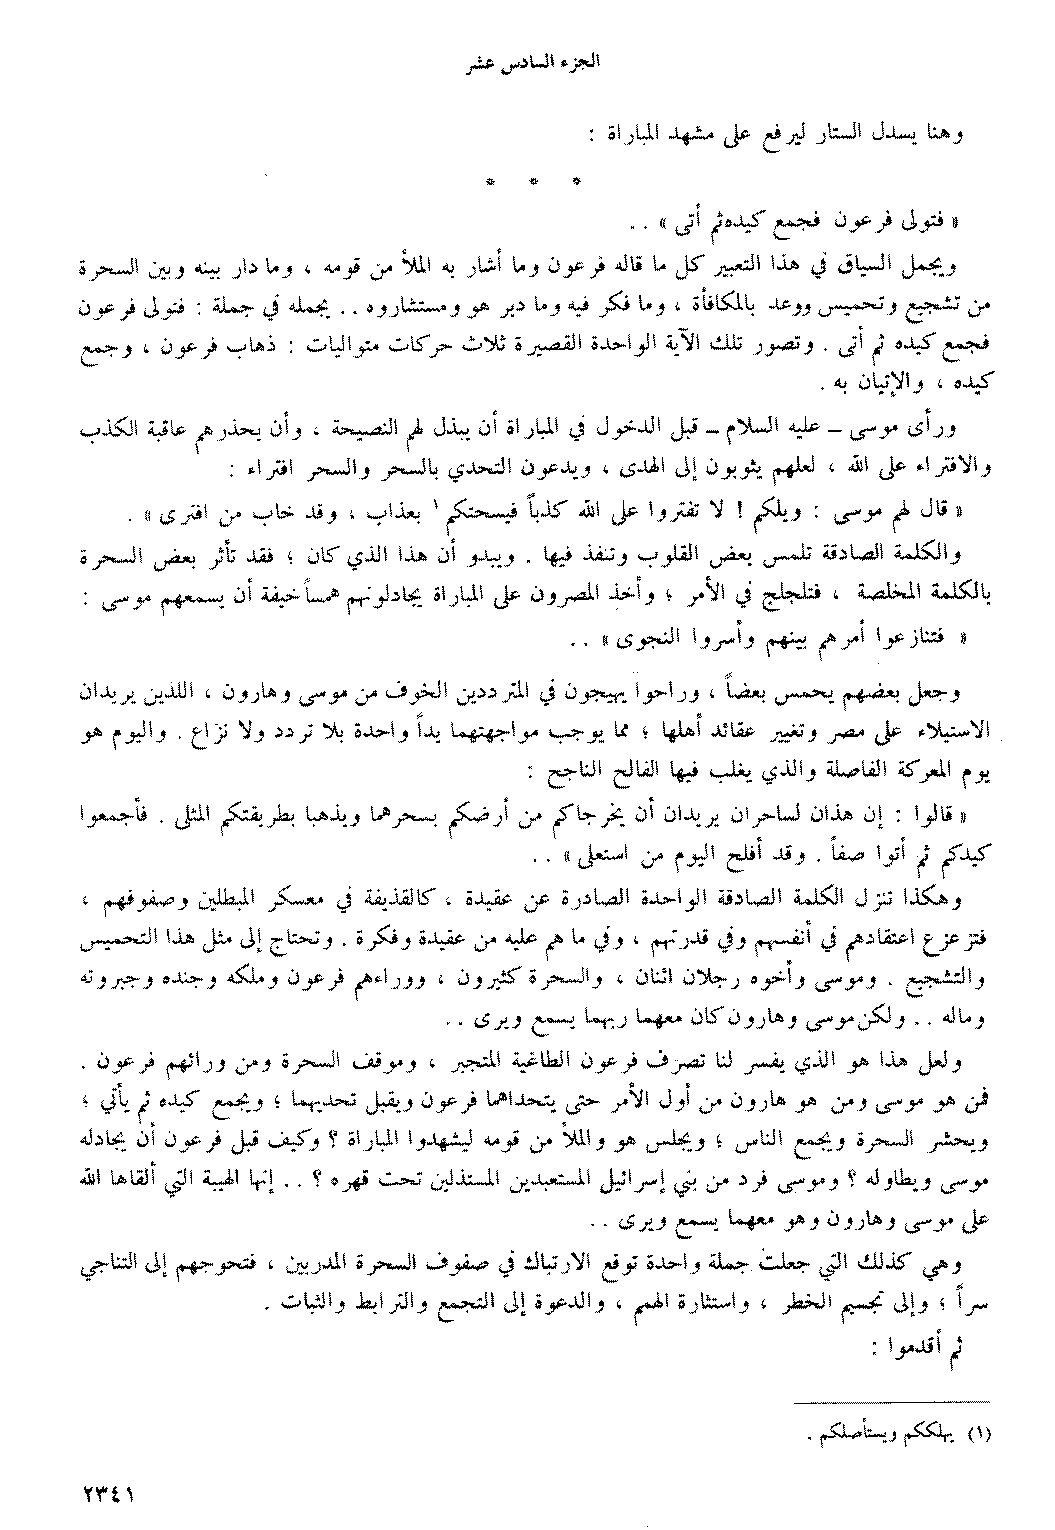 الجزء السادس عشر
وهنا يسدل الستار ليرفع على مشهد المباراة :
* * *
« فتولى فرعون فجمع كيده ثم أتى » . .
ويجمل السياق في هذا التعبير كل ما قاله فرعون وما أشار به الملأ من قومه ، وما دار بينه وبين السحرة
من تشجيع وتحميس ووعد بالمكافأة ، وما فكر فيه وما دبر هو ومستشاروه . . يجمله في جملة : فتولى فرعون
فجمع كيده ثم أتى . وتصور تلك الآية الواحدة القصيرة ثلاث حركات متواليات : ذهاب فرعون ، وجمع
كيده ، والإتيان به .
ورأى موسى – عليه السلام – قبل الدخول في المباراة أن يبذل لهم النصيحة ، وأن يحذرهم عاقبة الكذب
والافتراء على الله ، لعلهم يثوبون إلى الهدى ، ويدعون التحدي بالسحر والسحر افتراء :
« قال لهم موسى : ويلكم ! لا تفتروا على الله كذباً فيسحتكم ١ بعذاب ، وقد خاب من افترى » .
والكلمة الصادقة تلمس بعض القلوب وتنفذ فيها . ويبدو أن هذا الذي كان ؛ فقد تأثر بعض السحرة
بالكلمة المخلصة ، فتلجلج في الأمر ؛ وأخذ المصرون على المباراة يجادلونهم همساً خيفة أن يسمعهم موسى :
« فتنازعوا أمرهم بينهم وأسروا النجوى » . .
وجعل بعضهم يحمس بعضاً ، وراحوا يهيجون في المترددين الخوف من موسى وهارون ، اللذين يريدان
الاستيلاء على مصر وتغيير عقائد أهلها ؛ مما يوجب مواجهتهما يداً واحدة بلا تردد ولا نزاع . واليوم هو
يوم المعركة الفاصلة والذي يغلب فيها الفالح الناجح :
« قالوا : إن هذان لساحران يريدان أن يخرجاكم من أرضكم بسحرهما ويذهبا بطريقتكم المثلى . فأجمعوا
كيدكم ثم أتوا صفاً . وقد أفلح اليوم من استعلى » . .
وهكذا تنزل الكلمة الصادقة الواحدة الصادرة عن عقيدة ، كالقذيفة في معسكر المبطلين وصفوفهم ،
فتزعزع اعتقادهم في أنفسهم وفي قدرتهم ، وفي ما هم عليه من عقيدة وفكرة . وتحتاج إلى مثل هذا التحميس
والتشجيع . وموسى وأخوه رجلان اثنان ، والسحرة كثيرون ، ووراءهم فرعون وملكه وجنده وجبروته
وماله . . ولكن موسى وهارون كان معهما ربهما يسمع ويرى . .
ولعل هذا هو الذي يفسر لنا تصرف فرعون الطاغية المتجبر ، وموقف السحرة ومن ورائهم فرعون .
فمن هو موسى ومن هو هارون من أول الأمر حتى يتحداهما فرعون ويقبل تحديهما ؛ ويجمع كيده ثم يأتي ؛
ويحشر السحرة ويجمع الناس ؛ ويجلس هو والملأ من قومه ليشهدوا المباراة ؟ وكيف قبل فرعون أن يجادله
موسى ويطاوله ؟ وموسى فرد من بني إسرائيل المستعبدين المستذلين تحت قهره ؟ . . إنها الهيبة التي ألقاها الله
على موسى وهارون وهو معهما يسمع ويرى . .
وهي كذلك التي جعلت جملة واحدة توقع الارتباك في صفوف السحرة المدربين ، فتحوجهم إلى التناجي
سراً ؛ وإلى تجسيم الخطر ، واستثارة الهمم ، والدعوة إلى التجمع والترابط والثبات .
ثم أقدموا :
(١) يهلككم ويستأصلكم .
٢٣٤١